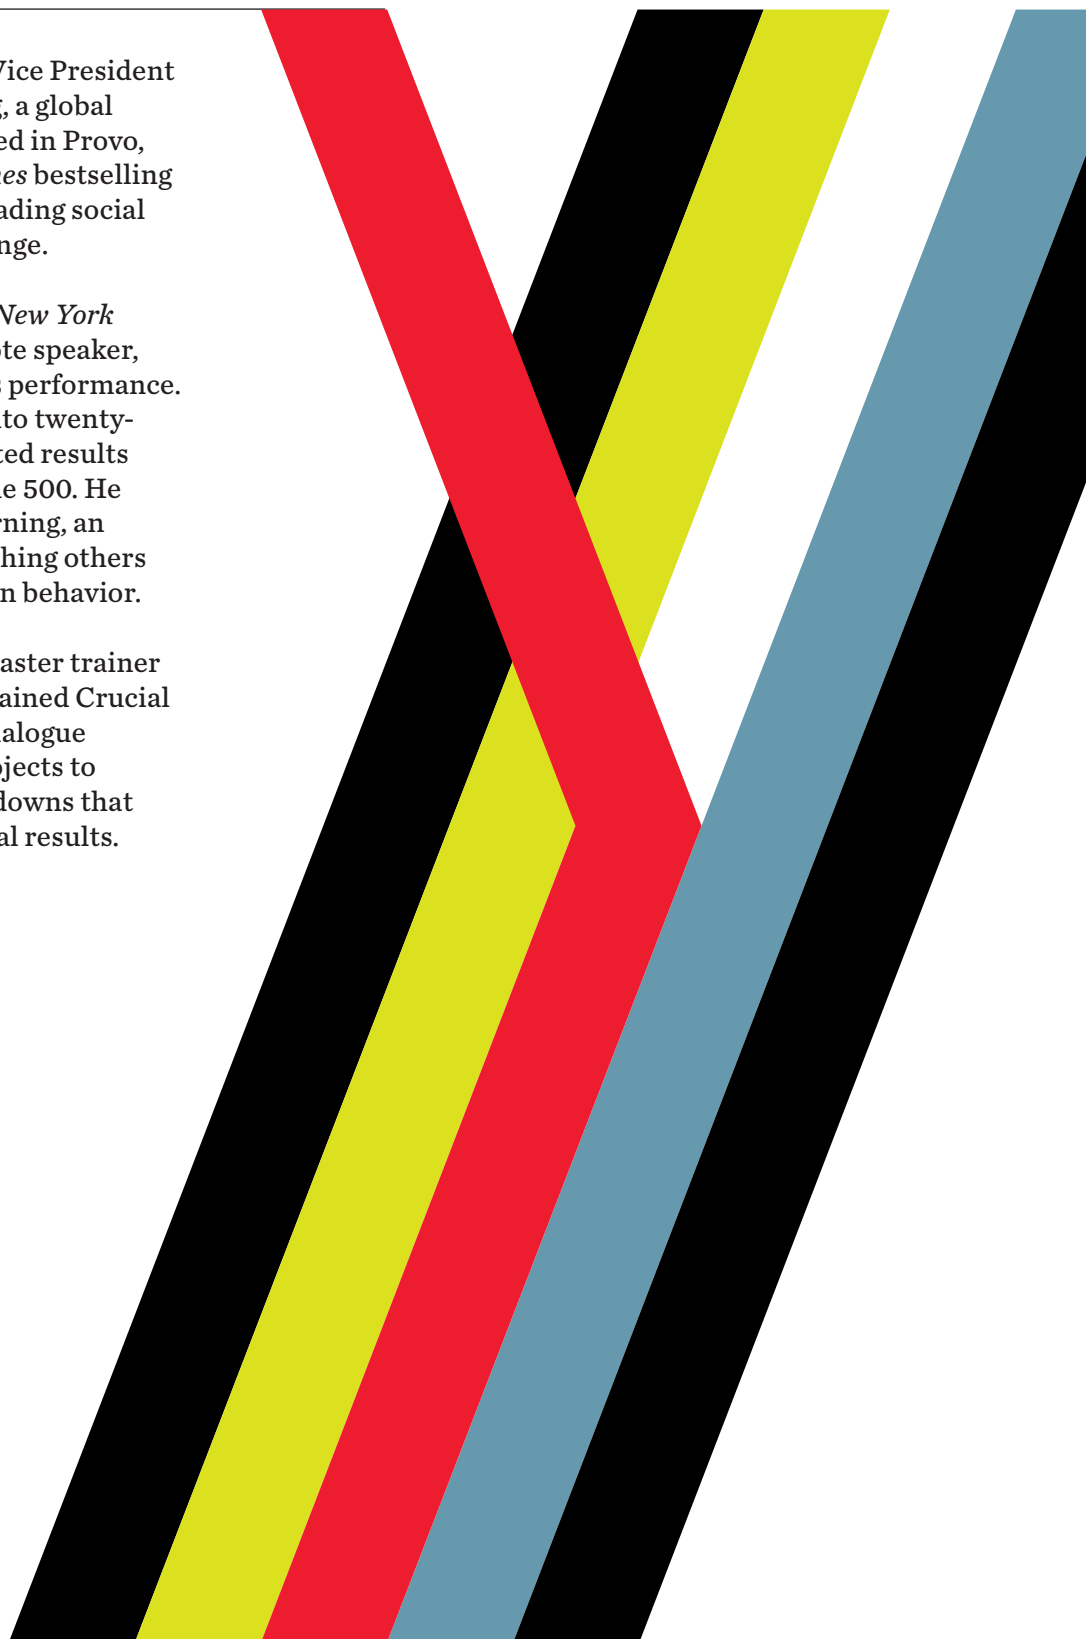 Vice President
, a global
ed in Provo,
es bestselling
ading social
nge.
New York
te speaker,
s performance.
to twenty-
ted results
e 500. He
rning, an
hing others
n behavior.
aster trainer
ained Crucial
alogue
jects to
downs that
al results.